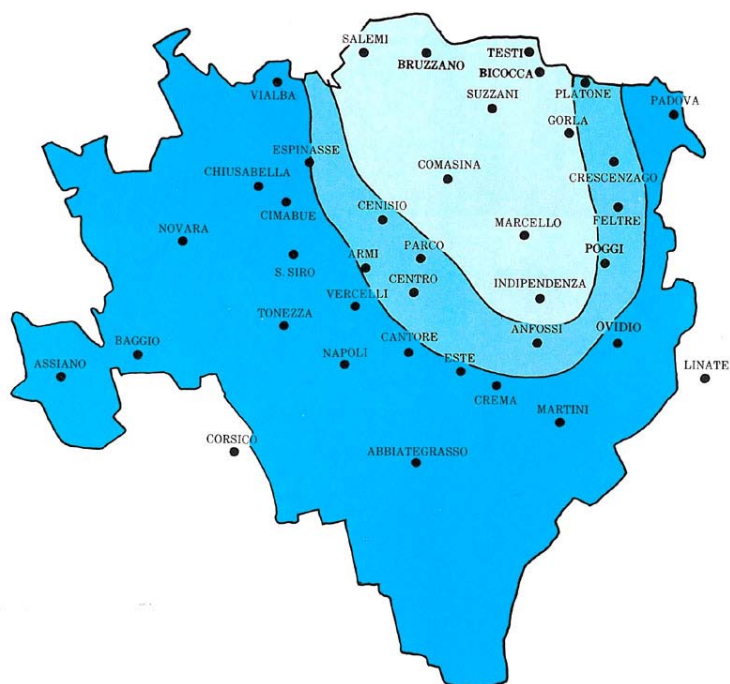 SALEMI
BRUZZANO
TESTI
BICOCCA
VIALBA
SUZZANI
PLATONE
PADOVA
GORLA
ESPINASSE
CHIUSABELLA
COMASINA
CRESCENZAGO
CIMABUE
CENISIO
FELTRE
NOVARA
MARCELLO
PARCO
POGGI
ARMI
S. SIRO
CENTRO
INDIPENDENZA
VERCELLI
TONEZZA
ANFOSSI
OVIDIO
BAGGIO
CANTORE
ASSIANO
NAPOLI
ESTE
LINATE
CREMA
MARTINI
CORSICO
ABBIATEGRASSO